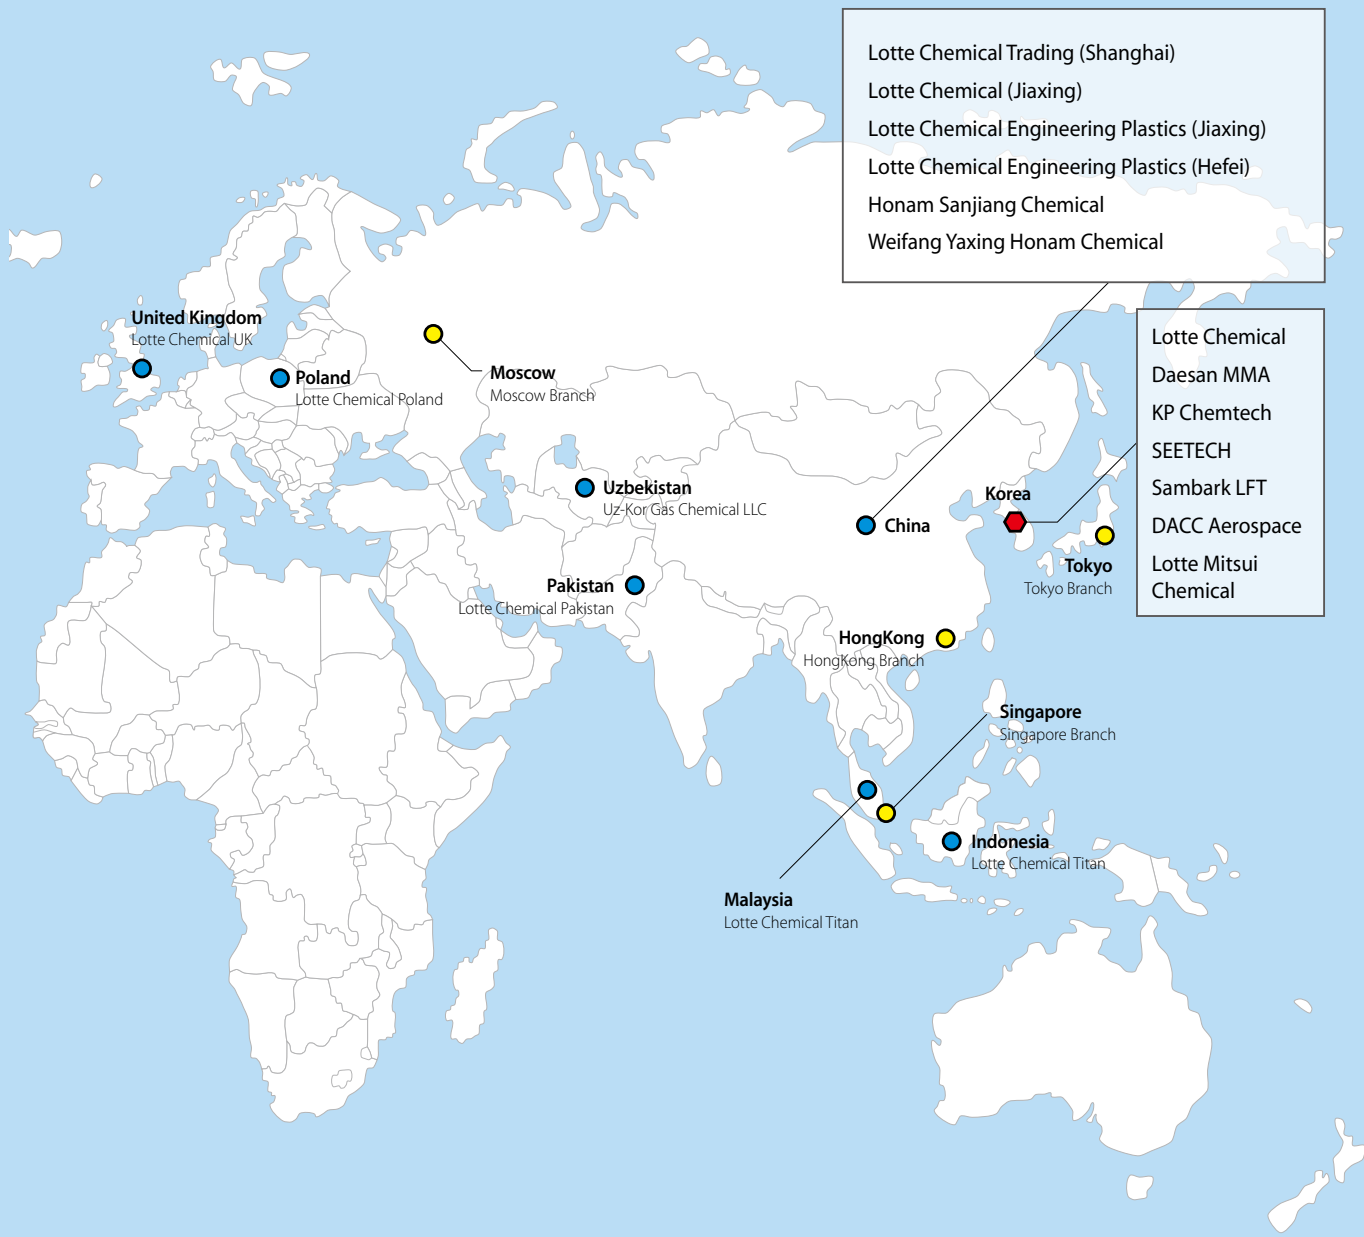 Lotte Chemical Trading (Shanghai)
Lotte Chemical (Jiaxing)
Lotte Chemical Engineering Plastics (Jiaxing)
Lotte Chemical Engineering Plastics (Hefei)
Honam Sanjiang Chemical
Weifang Yaxing Honam Chemical
United Kingdom
Lotte Chemical UK
Poland
Lotte Chemical Poland
Moscow
Moscow Branch
Lotte Chemical
Daesan MMA
KP Chemtech
SEETECH
Sambark LFT
DACC Aerospace
Lotte Mitsui
Chemical
Uzbekistan
Uz-Kor Gas Chemical LLC
Korea
China
Tokyo
Tokyo Branch
Pakistan
Lotte Chemical Pakistan
HongKong
HongKong Branch
Singapore
Singapore Branch
Indonesia
Lotte Chemical Titan
Malaysia
Lotte Chemical Titan